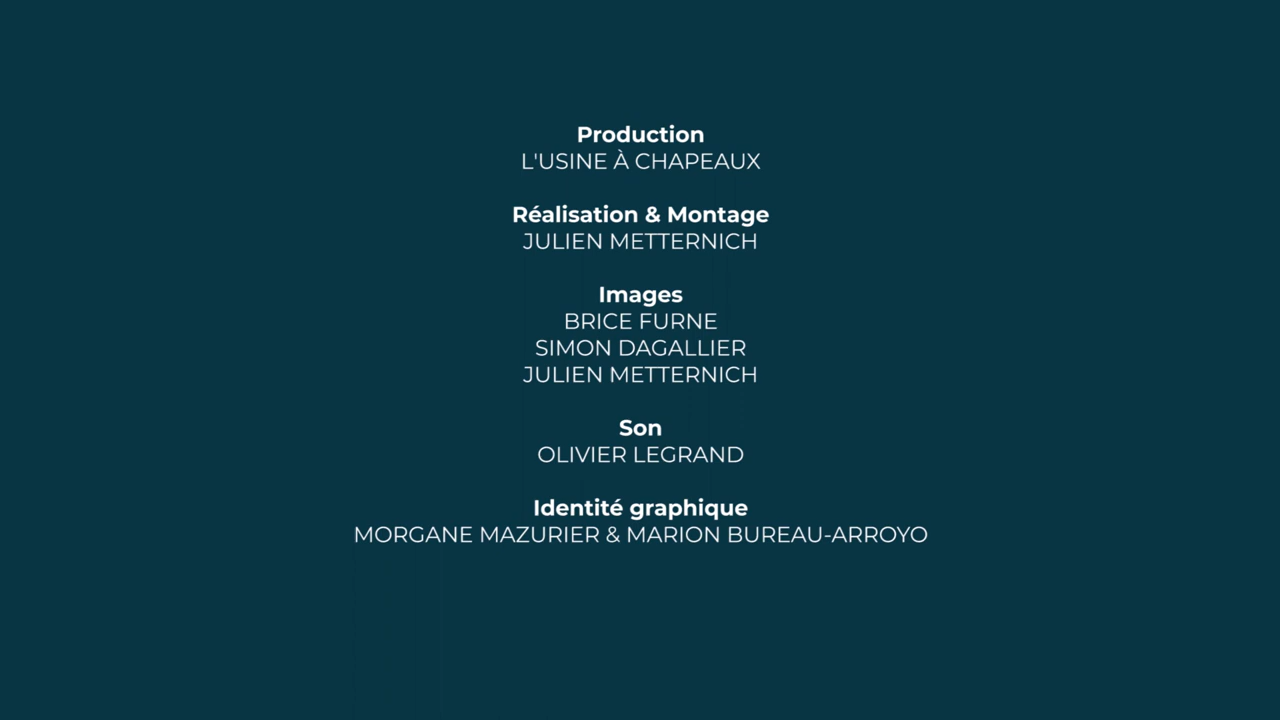 Production
L'USINE À CHAPEAUX
Réalisation & Montage
JULIEN METTERNICH
Images
BRICE FURNE
SIMON DAGALLIER
JULIEN METTERNICH
Son
OLIVIER LEGRAND
Identité graphique
MORGANE MAZURIER & MARION BUREAU-ARROYO